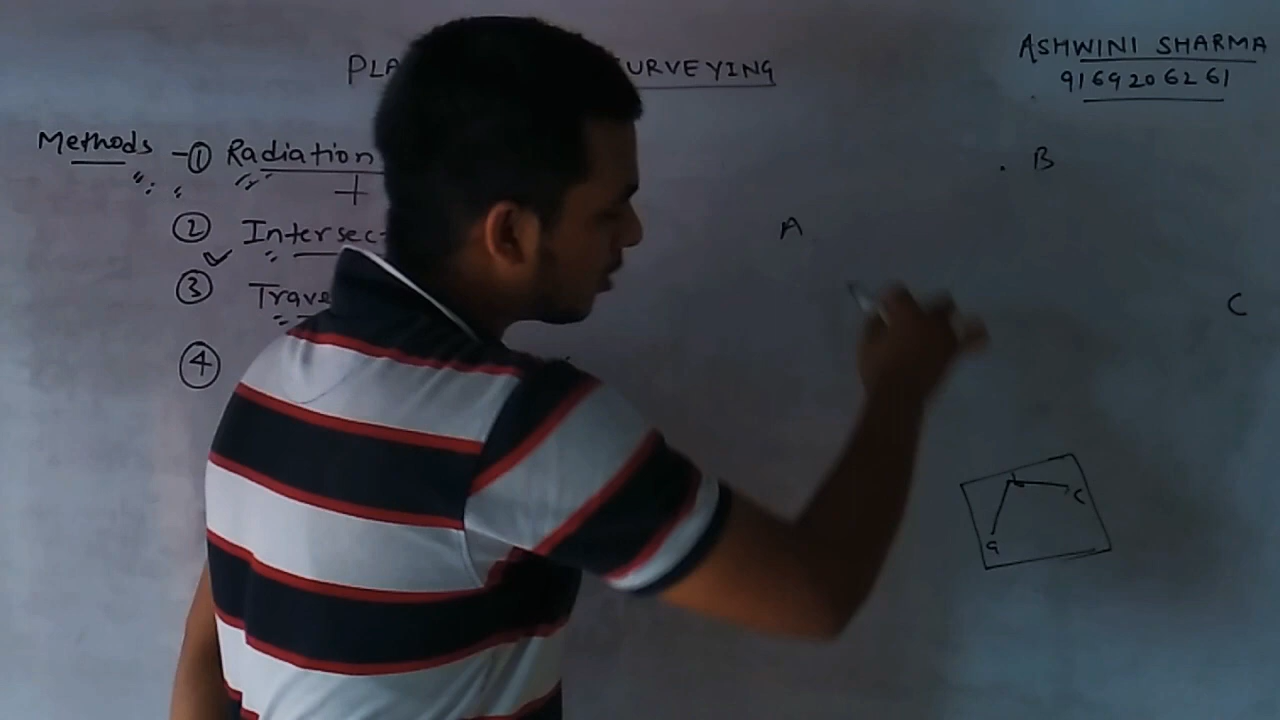 PLA URVEYING
ASHWINI SHARMA
9169206261
Methods - ① Radiation
+
② Intersec
③ Trave
④
A
B
C
b
C
a